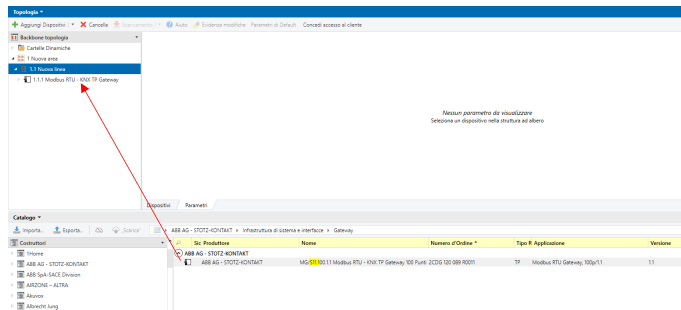 Topologia
Aggiungi Dispositivi Cancella Scaricamento Aiuto Evidenza modifiche Parametri di Default Concedi accesso al cliente
Backbone topologia
Cartelle Dinamiche
1 Nuova area
1.1 Nuova linea
1.1.1 Modbus RTU - KNX TP Gateway
Nessun parametro da visualizzare
Seleziona un dispositivo nella struttura ad albero
Dispositivi Parametri
Catalogo
Importa... Esporta... Scarica' ABB AG - STOTZ-KONTAKT Infrastruttura di sistema e interfacce Gateway
Costruttori
Sic Produttore Nome Numero d'Ordine * Tipo R Applicazione Versione
1Home
ABB AG - STOTZ-KONTAKT
ABB AG - STOTZ-KONTAKT
ABB AG - STOTZ-KONTAKT MG/S11.100.1.1 Modbus RTU - KNX TP Gateway 100 Punti 2CDG 120 089 R0011 TP Modbus RTU Gateway, 100p/1.1 1.1
ABB SpA-SACE Division
AIRZONE – ALTRA
Akuvox
Albrecht Jung